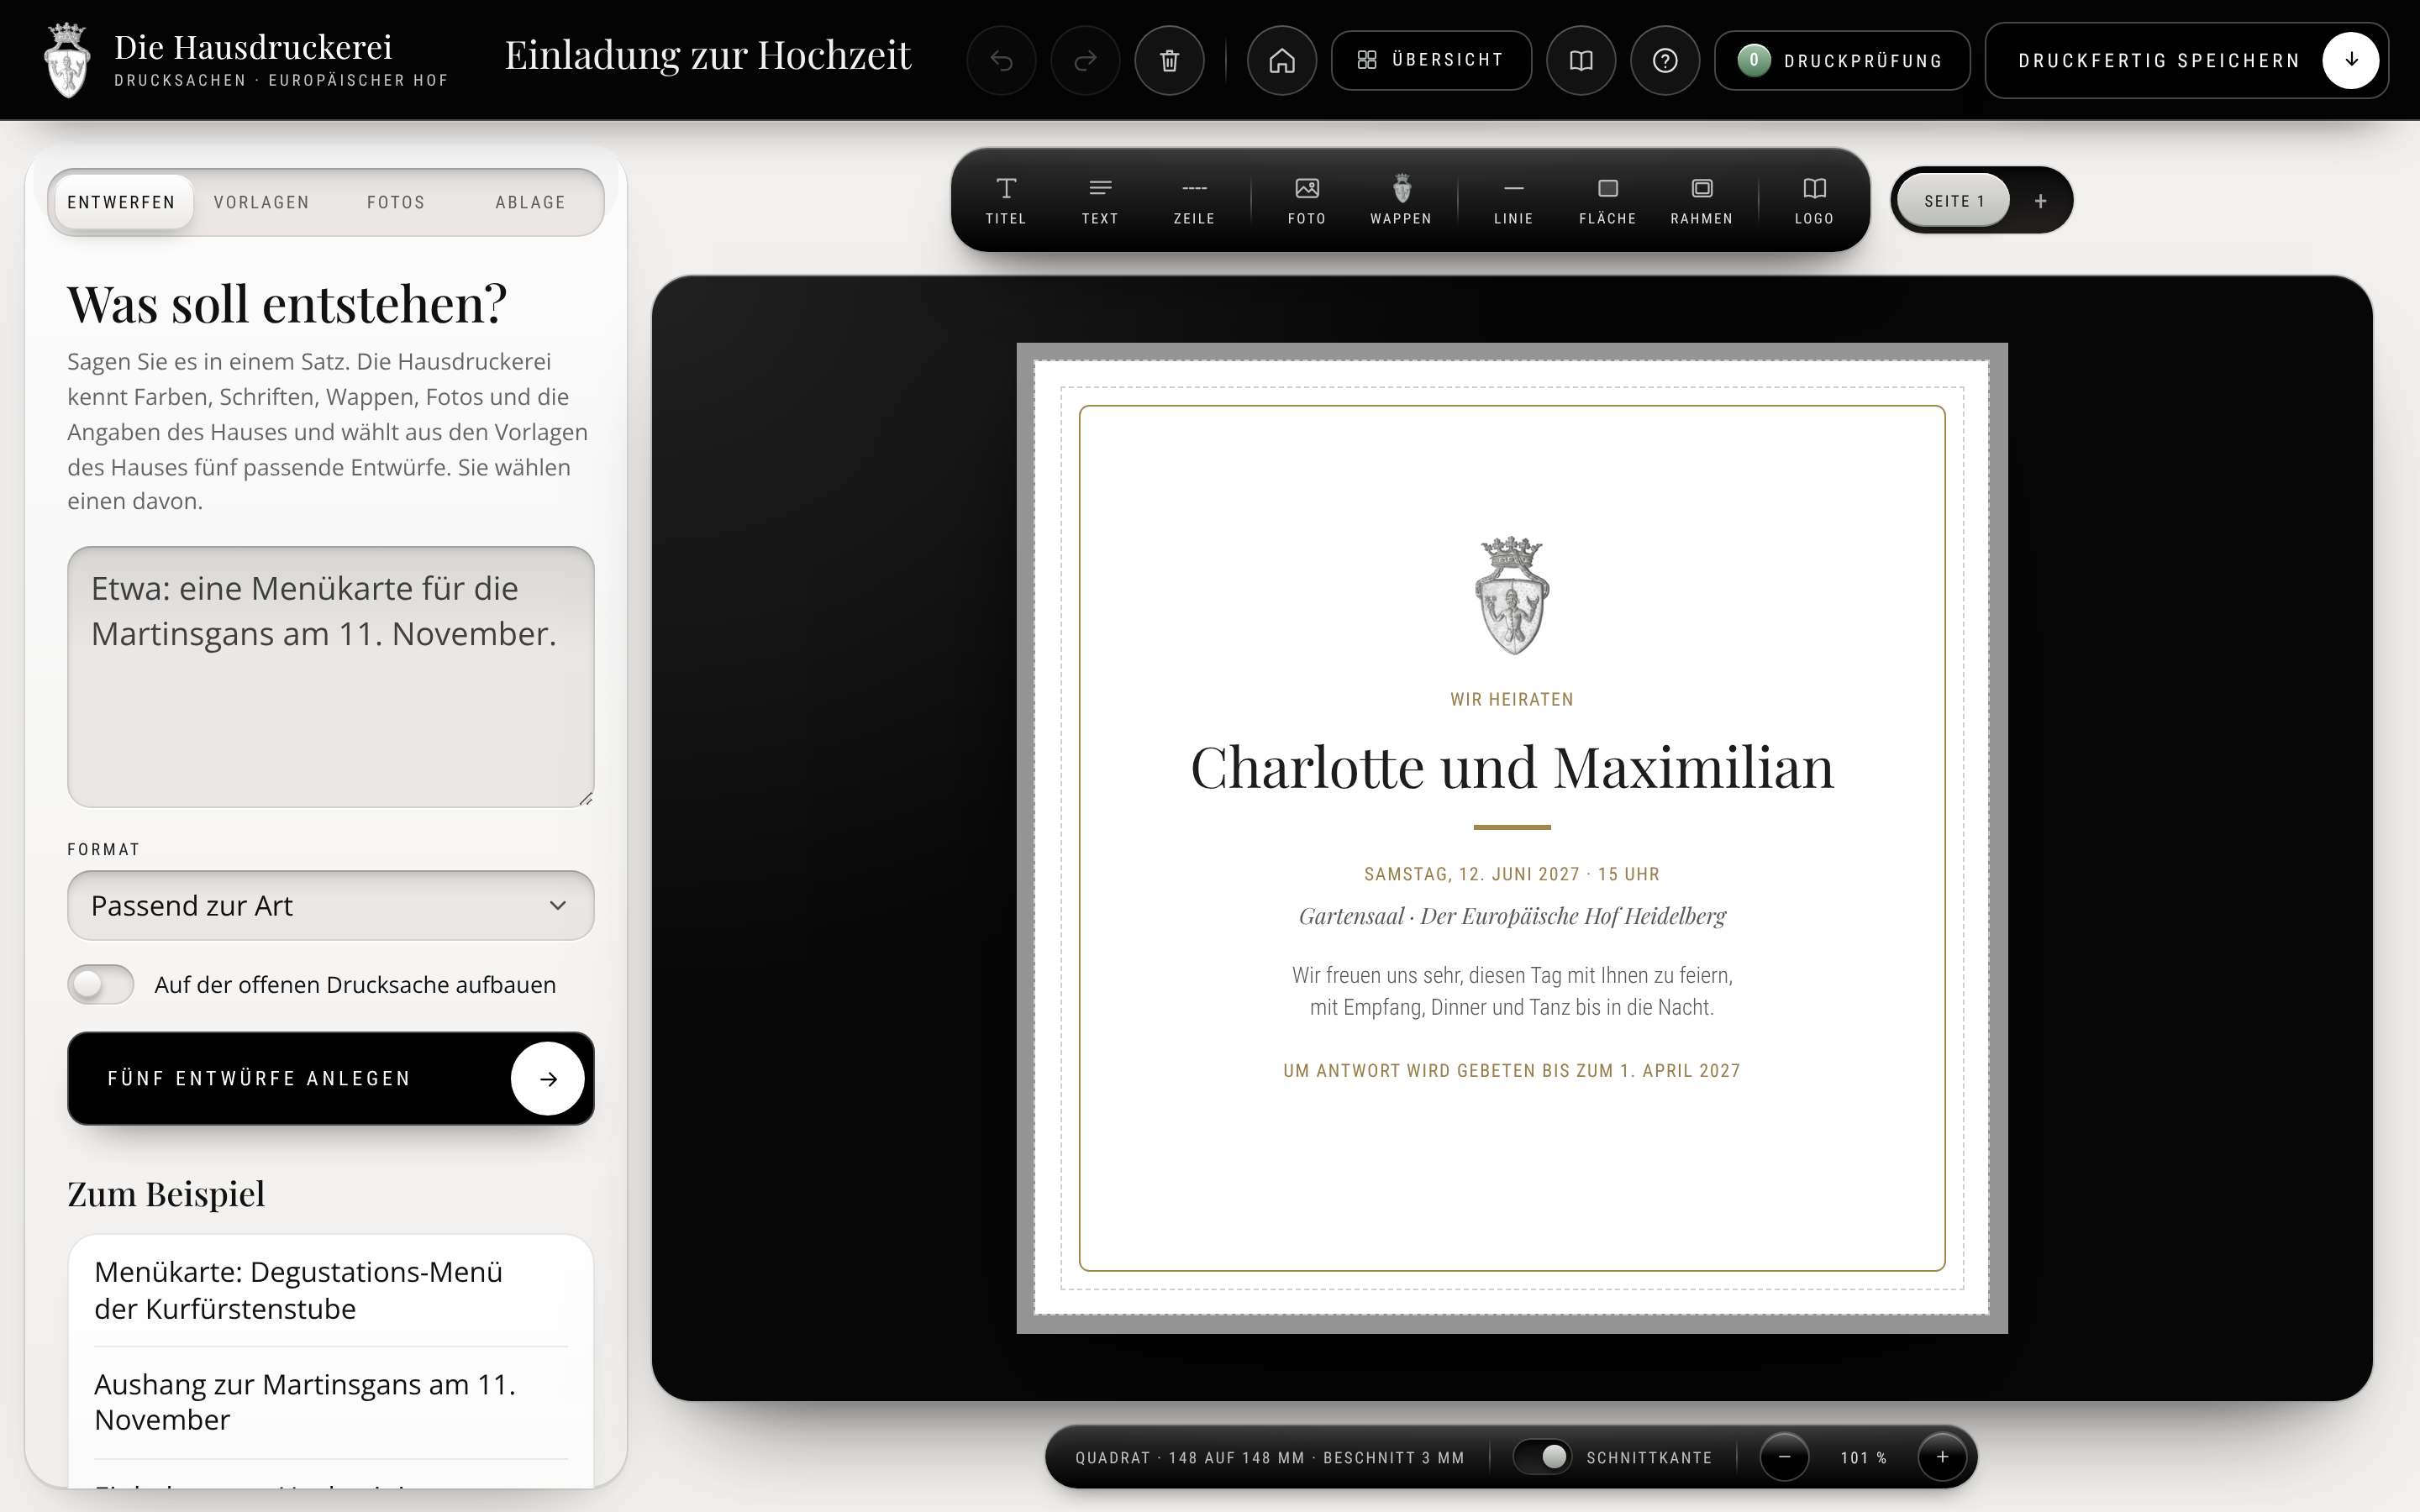 Die Hausdruckerei
DRUCKSACHEN · EUROPÄISCHER HOF
Einladung zur Hochzeit
ÜBERSICHT
0 DRUCKPRÜFUNG
DRUCKFERTIG SPEICHERN
ENTWERFEN
VORLAGEN
FOTOS
ABLAGE
Was soll entstehen?
Sagen Sie es in einem Satz. Die Hausdruckerei
kennt Farben, Schriften, Wappen, Fotos und die
Angaben des Hauses und wählt aus den Vorlagen
des Hauses fünf passende Entwürfe. Sie wählen
einen davon.
Etwa: eine Menükarte für die
Martinsgans am 11. November.
FORMAT
Passend zur Art
Auf der offenen Drucksache aufbauen
FÜNF ENTWÜRFE ANLEGEN
Zum Beispiel
Menükarte: Degustations-Menü
der Kurfürstenstube
Aushang zur Martinsgans am 11.
November
TITEL
TEXT
ZEILE
FOTO
WAPPEN
LINIE
FLÄCHE
RAHMEN
LOGO
SEITE 1
+
WIR HEIRATEN
Charlotte und Maximilian
SAMSTAG, 12. JUNI 2027 · 15 UHR
Gartensaal · Der Europäische Hof Heidelberg
Wir freuen uns sehr, diesen Tag mit Ihnen zu feiern,
mit Empfang, Dinner und Tanz bis in die Nacht.
UM ANTWORT WIRD GEBETEN BIS ZUM 1. APRIL 2027
QUADRAT · 148 AUF 148 MM · BESCHNITT 3 MM
SCHNITTKANTE
− 101 % +